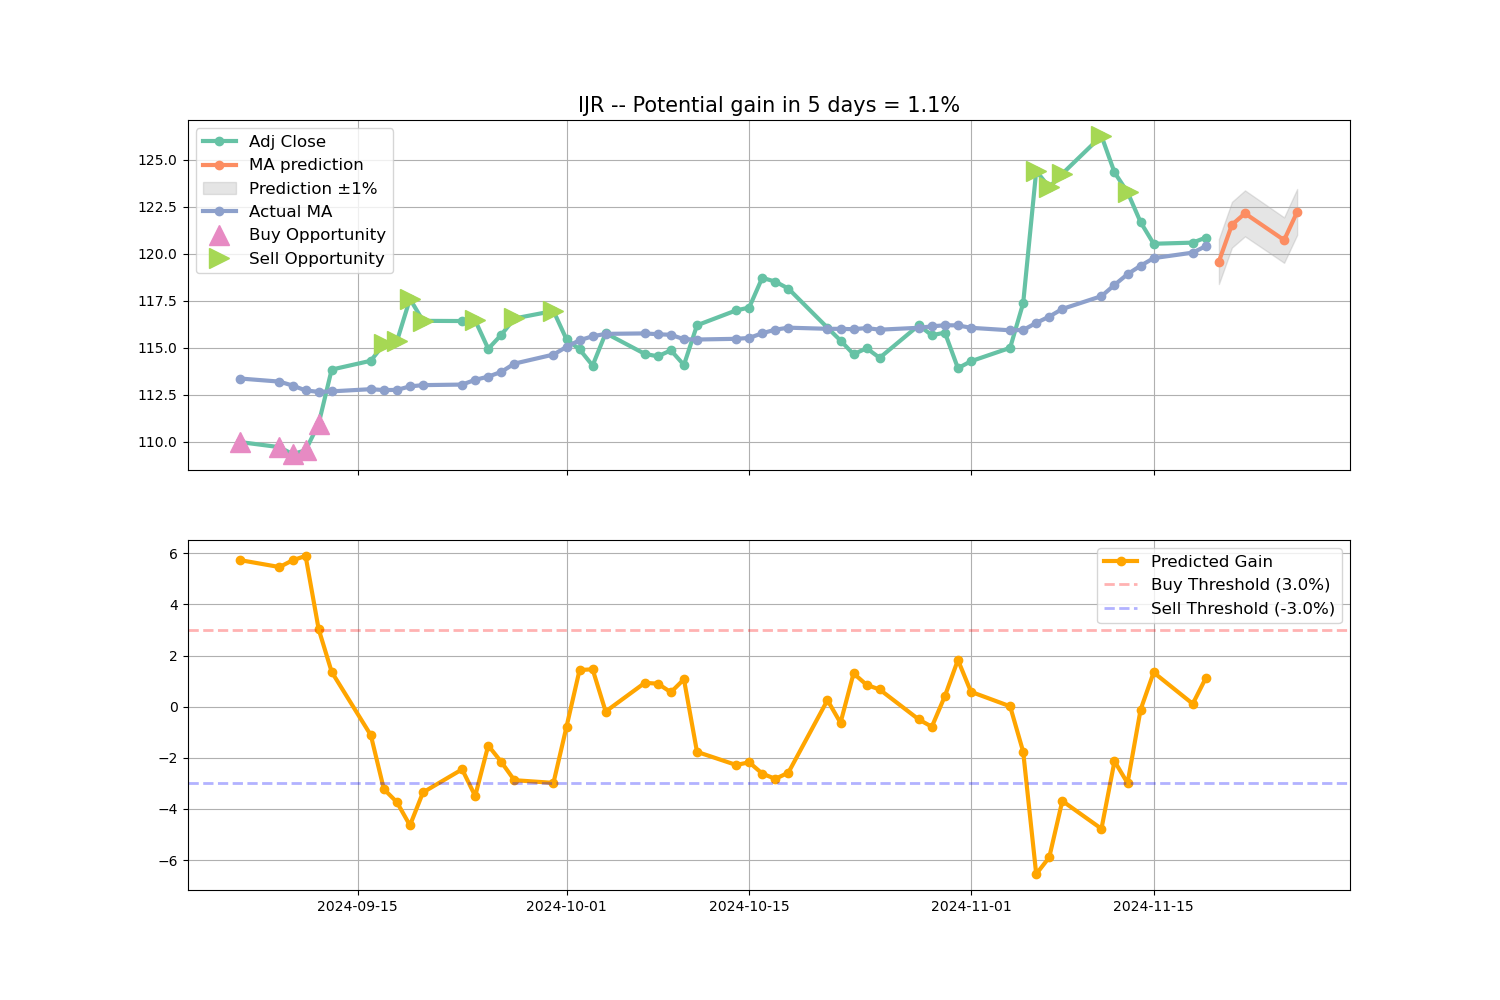 IJR -- Potential gain in 5 days = 1.1%
Adj Close
MA prediction
Prediction ±1%
Actual MA
Buy Opportunity
Sell Opportunity
125.0
122.5
120.0
117.5
115.0
112.5
110.0
Predicted Gain
Buy Threshold (3.0%)
Sell Threshold (-3.0%)
6
4
2
0
−2
−4
−6
2024-09-15 2024-10-01 2024-10-15 2024-11-01 2024-11-15